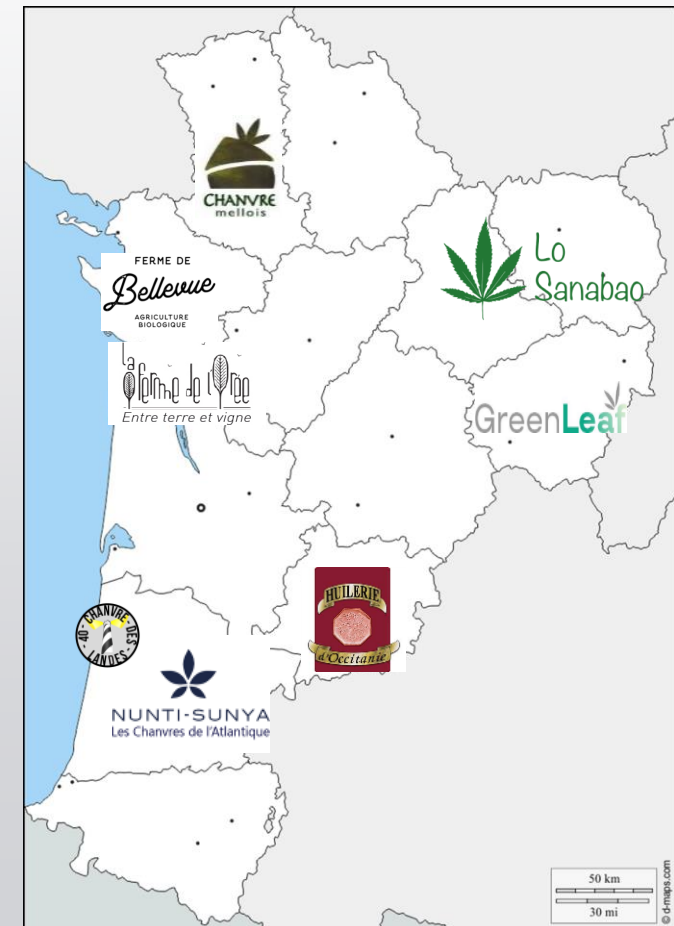 CHANVRE
mellois
Lo
Sanabao
FERME DE
Bellevue
AGRICULTURE
BIOLOGIQUE
La
ferme de l'Orée
Entre terre et vigne
GreenLeaf
HUILERIE
d'Occitanie
40 - CHANVRE - DES
LANDES -
NUNTI-SUNYA
Les Chanvres de l'Atlantique
50 km
30 mi
© d-maps.com